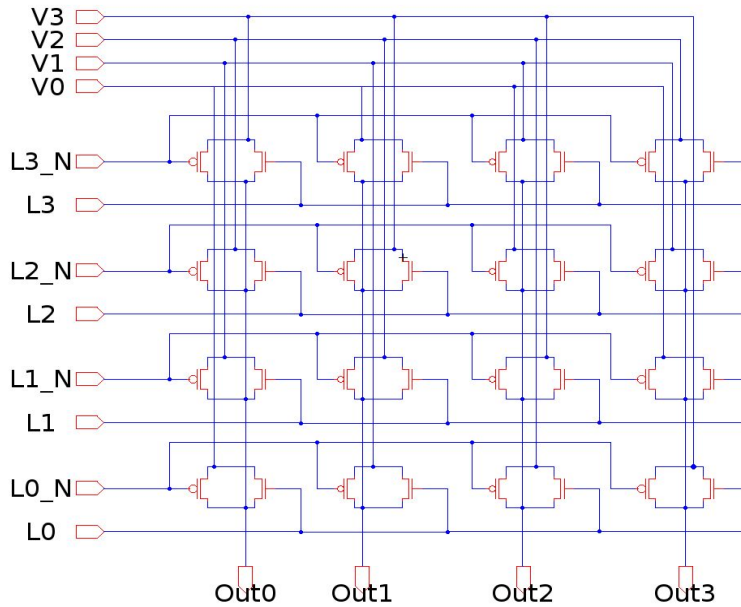 V3
V2
V1
V0
L3_N
L3
L2_N
L2
L1_N
L1
L0_N
L0
Out0 Out1 Out2 Out3